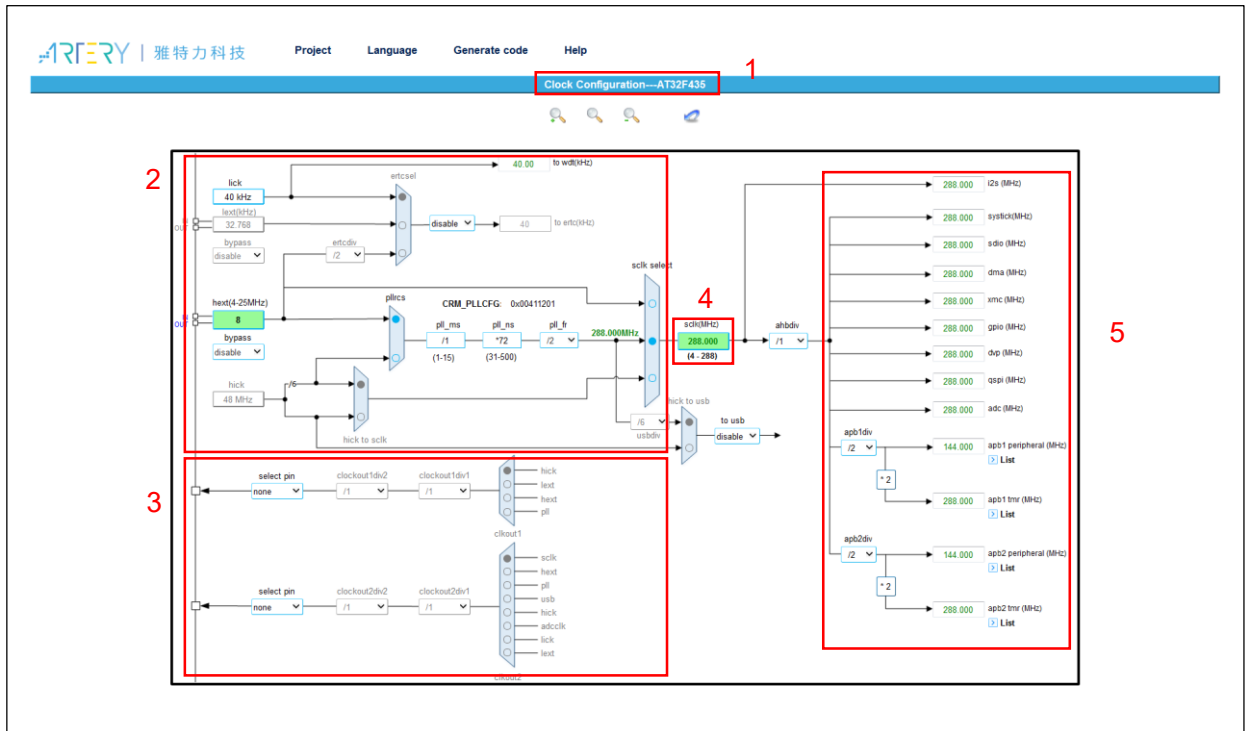 ARTERY | 雅特力科技 Project Language Generate code Help
1
Clock Configuration---AT32F435
2
40.00 to wdt(kHz)
ertcsel
lick
40 kHz
lext(kHz)
32.768
OUT
disable 40 to ertc(kHz)
bypass
disable
ertcdiv
/2
sclk select
hext(4-25MHz)
8
OUT
bypass
disable
pllrcs
CRM_PLLCFG: 0x00411201
pll_ms pll_ns pll_fr
/1 *72 /2 288.000MHz
(1-15) (31-500)
hick
48 MHz
/6
hick to sclk
/6
usbdiv
hick to usb
to usb
disable
4
sclk(MHz)
288.000
(4 - 288)
ahbdiv
/1
5
288.000 i2s (MHz)
288.000 systick(MHz)
288.000 sdio (MHz)
288.000 dma (MHz)
288.000 xmc (MHz)
288.000 gpio (MHz)
288.000 dvp (MHz)
288.000 qspi (MHz)
288.000 adc (MHz)
apb1div
/2 144.000 apb1 peripheral (MHz)
List
* 2
288.000 apb1 tmr (MHz)
List
apb2div
/2 144.000 apb2 peripheral (MHz)
List
* 2
288.000 apb2 tmr (MHz)
List
3
select pin clockout1div2 clockout1div1
none /1 /1
hick
lext
hext
pll
clkout1
select pin clockout2div2 clockout2div1
none /1 /1
sclk
hext
pll
usb
hick
adcclk
lick
lext
clkout2